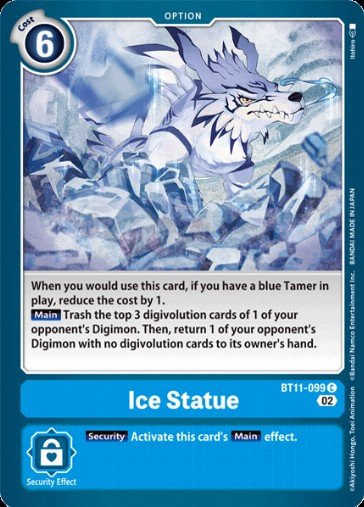 OPTION
Cost
6
When you would use this card, if you have a blue Tamer in
play, reduce the cost by 1.
Main Trash the top 3 digivolution cards of 1 of your
opponent's Digimon. Then, return 1 of your opponent's
Digimon with no digivolution cards to its owner's hand.
BT11-099 C
Ice Statue
02
Security Activate this card's Main effect.
Security Effect
Itohiro
©Akiyoshi Hongo, Toei Animation ©Bandai Namco Entertainment Inc. BANDAI MADE IN JAPAN